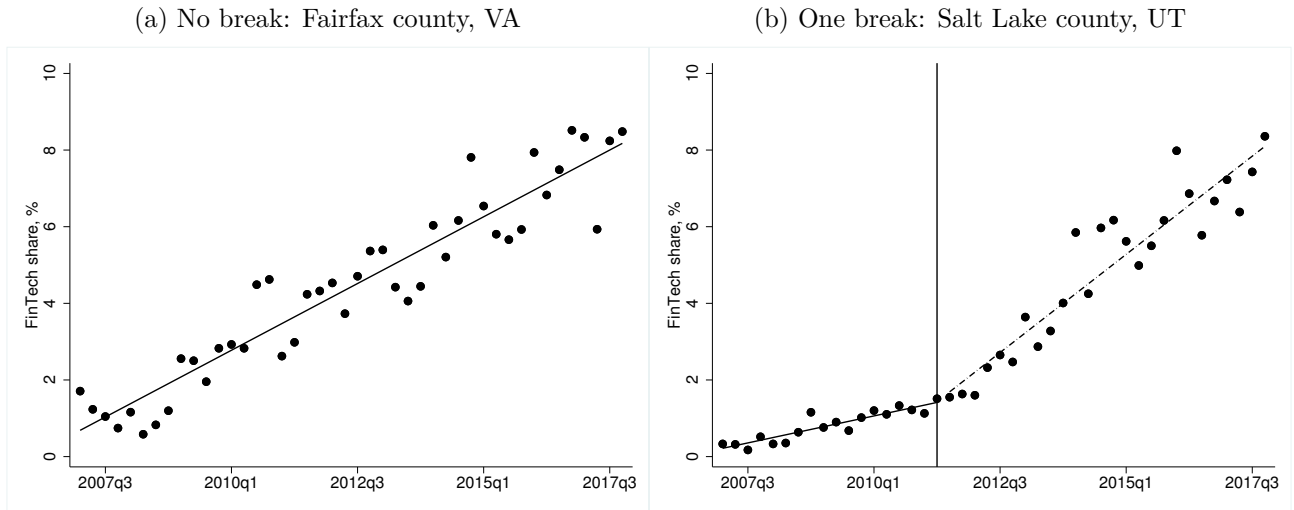 (a) No break: Fairfax county, VA
FinTech share, %
10
8
6
4
2
0
2007q3 2010q1 2012q3 2015q1 2017q3
(b) One break: Salt Lake county, UT
FinTech share, %
10
8
6
4
2
0
2007q3 2010q1 2012q3 2015q1 2017q3